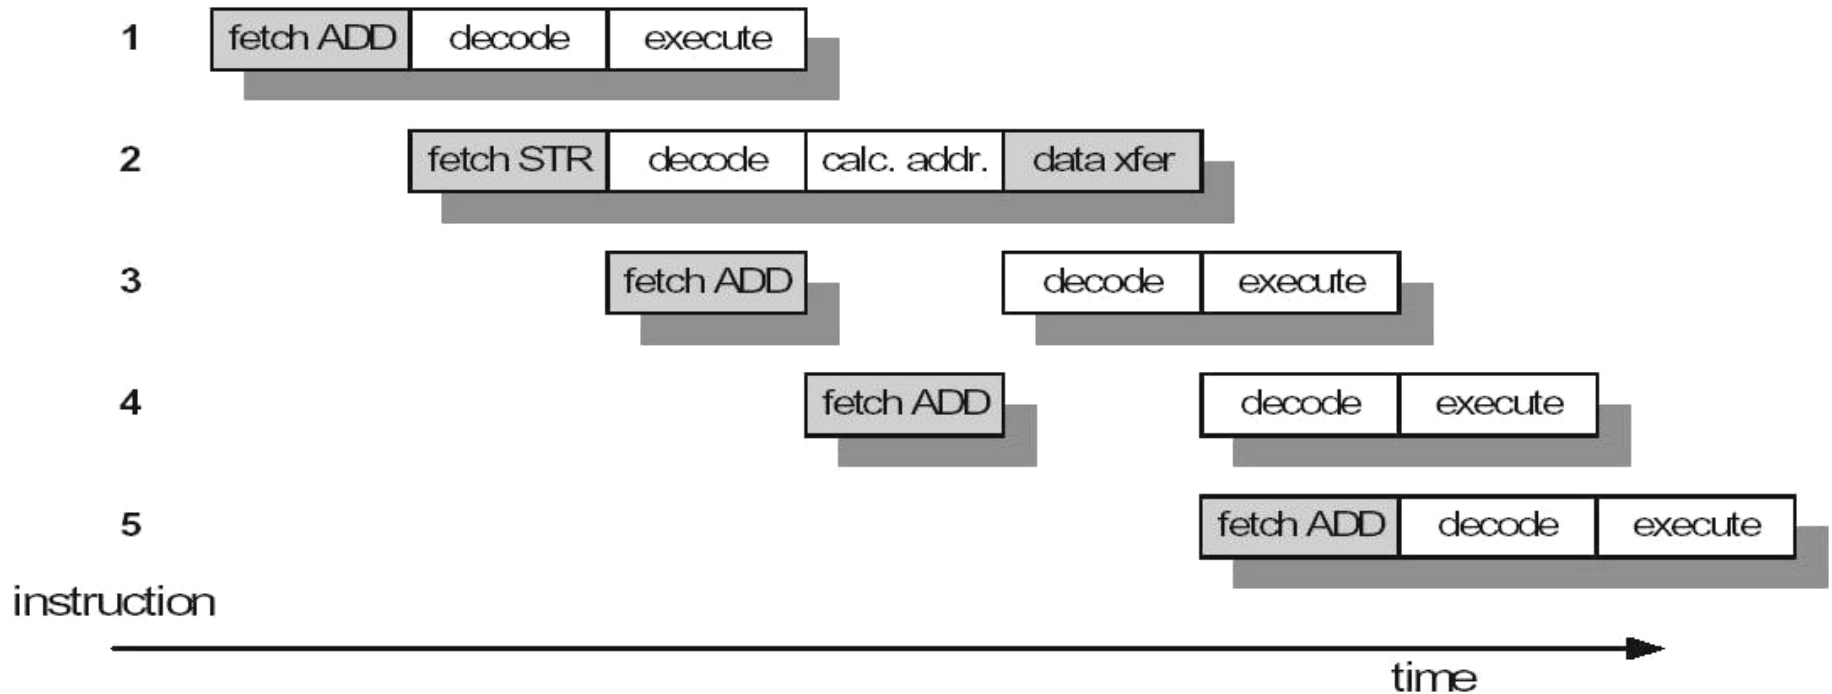 1 fetch ADD decode execute
2 fetch STR decode calc. addr. data xfer
3 fetch ADD decode execute
4 fetch ADD decode execute
5 fetch ADD decode execute
instruction
time